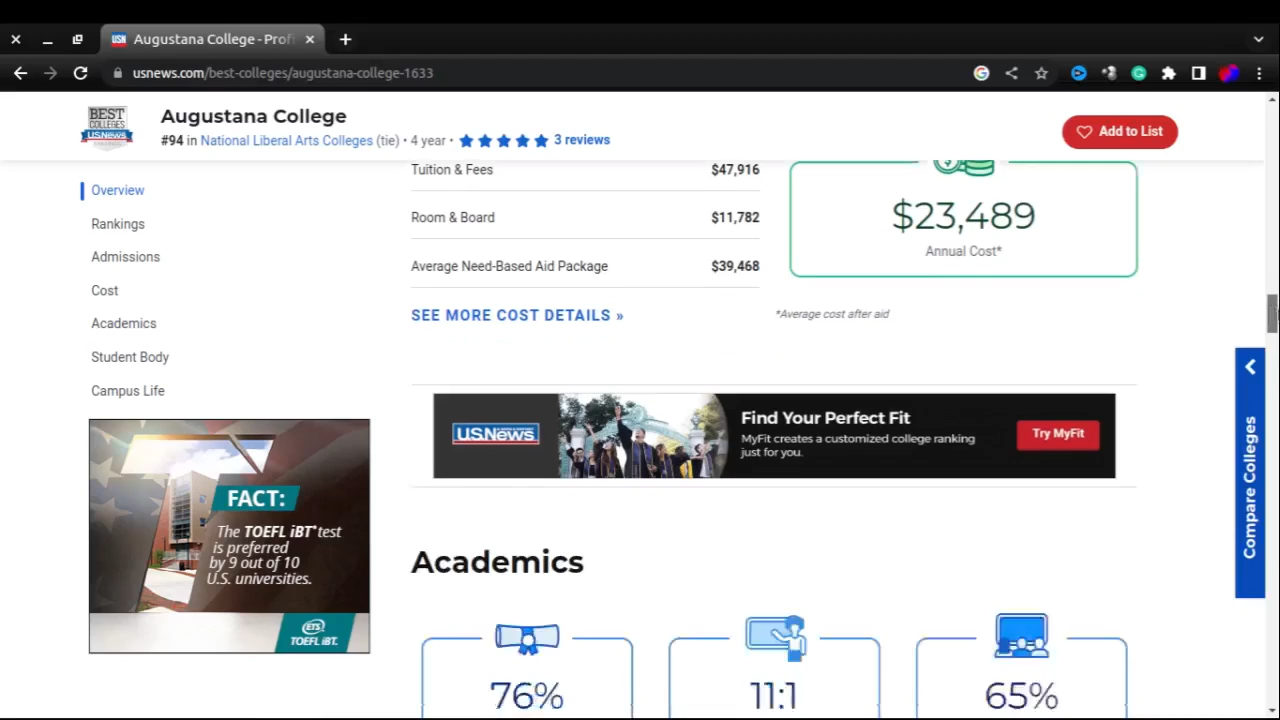 USN Augustana College - Profi
usnews.com/best-colleges/augustana-college-1633
BEST
COLLEGES
U.S.News
Augustana College
#94 in National Liberal Arts Colleges (tie) • 4 year • 3 reviews
Add to List
Overview
Rankings
Admissions
Cost
Academics
Student Body
Campus Life
Tuition & Fees $47,916
Room & Board $11,782
Average Need-Based Aid Package $39,468
SEE MORE COST DETAILS »
$23,489
Annual Cost*
*Average cost after aid
U.S.News
Find Your Perfect Fit
MyFit creates a customized college ranking
just for you.
Try MyFit
Compare Colleges
FACT:
The TOEFL iBT® test
is preferred
by 9 out of 10
U.S. universities.
ETS
TOEFL iBT.
Academics
76%
11:1
65%